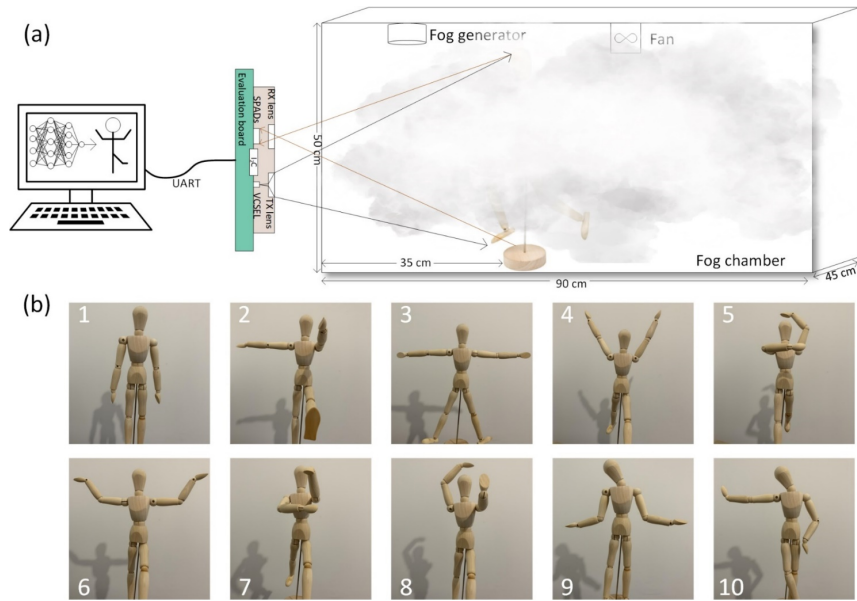 (a)
Fog generator
Fan
Evaluation board
SPADs
RX lens
I²C
VCSEL
TX lens
UART
50 cm
35 cm
Fog chamber
90 cm
45 cm
(b)
1
2
3
4
5
6
7
8
9
10